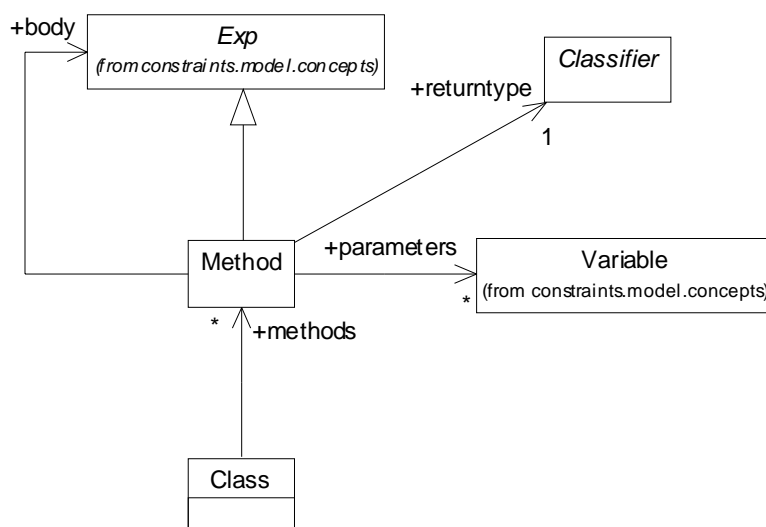 +body
Exp
(from constraints.model.concepts)
Classifier
+returntype
1
Method
+parameters
Variable
(from constraints.model.concepts)
*
*
+methods
Class